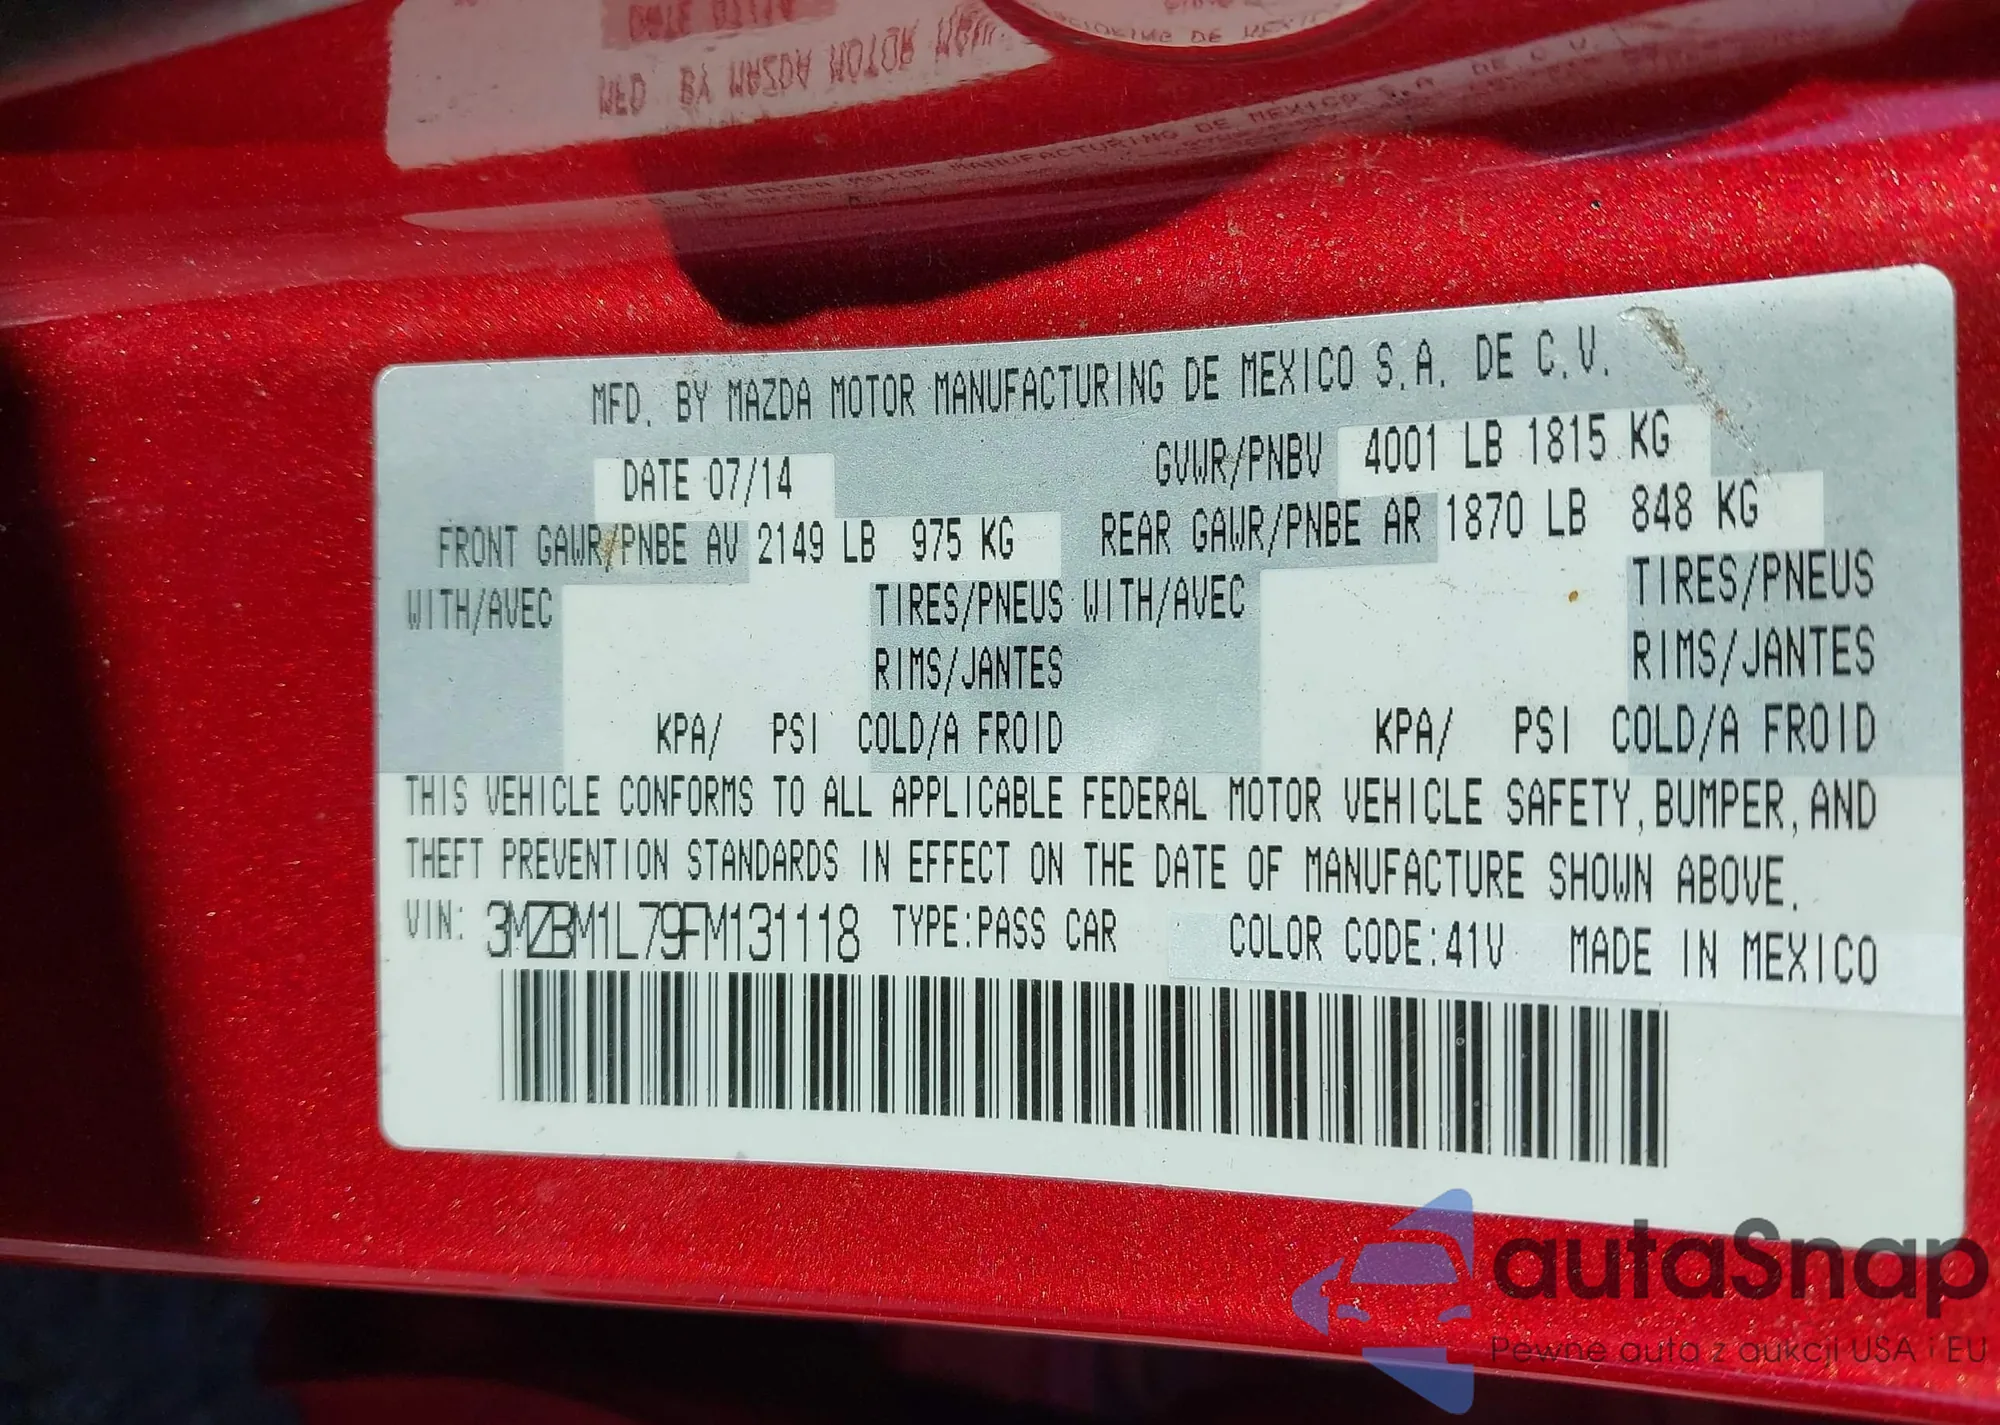 MFD. BY MAZDA MOTOR MANUFACTURING DE MEXICO S.A. DE C.V.
DATE 07/14 GVWR/PNBV 4001 LB 1815 KG
FRONT GAWR/PNBE AV 2149 LB 975 KG REAR GAWR/PNBE AR 1870 LB 848 KG
WITH/AVEC TIRES/PNEUS WITH/AVEC TIRES/PNEUS
RIMS/JANTES RIMS/JANTES
KPA/ PSI COLD/A FROID KPA/ PSI COLD/A FROID
THIS VEHICLE CONFORMS TO ALL APPLICABLE FEDERAL MOTOR VEHICLE SAFETY, BUMPER, AND
THEFT PREVENTION STANDARDS IN EFFECT ON THE DATE OF MANUFACTURE SHOWN ABOVE.
VIN: 3MZBM1L79FM131118 TYPE:PASS CAR COLOR CODE:41V MADE IN MEXICO
autaSnap
Pewne auto z aukcji USA i EU